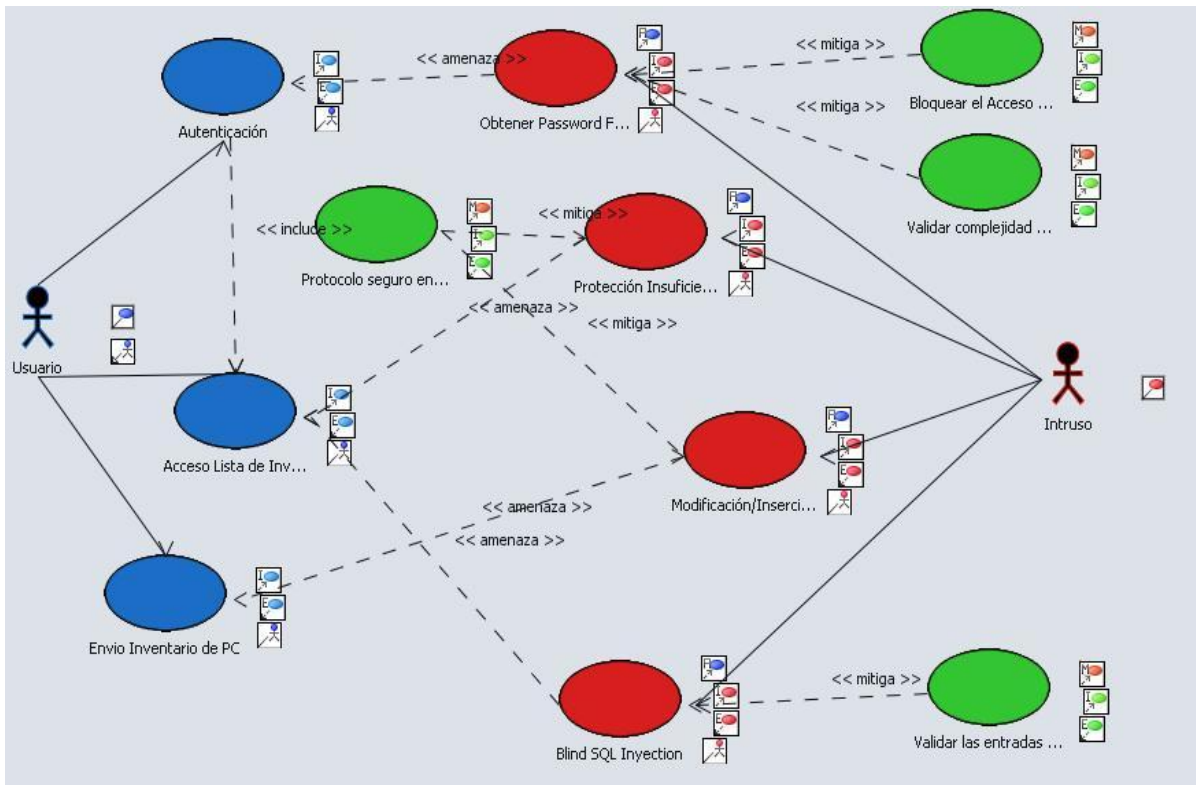 << amenaza >>
<< mitiga >>
Autenticación
Obtener Password F...
Bloquear el Acceso ...
<< mitiga >>
<< include >>
<< mitiga >>
Validar complejidad ...
Protocolo seguro en...
Protección Insuficie...
<< amenaza >>
<< mitiga >>
Usuario
Intruso
Acceso Lista de Inv...
Modificación/Inserci...
<< amenaza >>
<< amenaza >>
Envio Inventario de PC
<< mitiga >>
Blind SQL Inyection
Validar las entradas ...